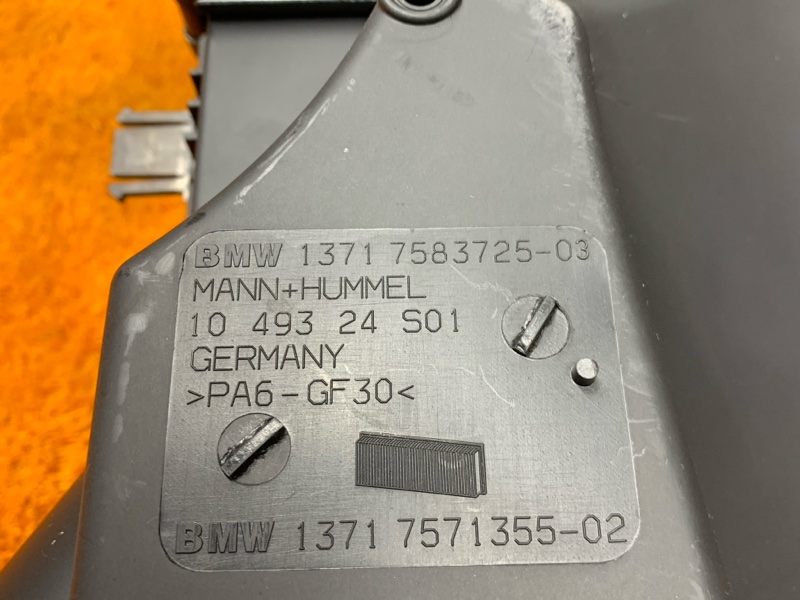 BMW 1371 7583725-03
MANN+HUMMEL
10 493 24 S01
GERMANY
>PA6-GF30<
BMW 1371 7571355-02